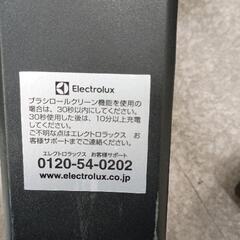 Electrolux
ブラシロールクリーン機能を使用の
場合は、30秒以内にしてください。
30秒使用した後は、10分以上充電
してください。
ご不明な点はエレクトロラックス お
客様サポートまでご連絡ください。
エレクトロラックス お客様サポート
0120-54-0202
www.electrolux.co.jp